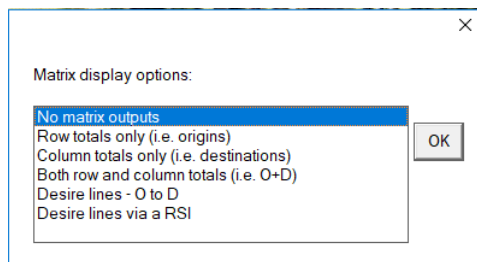 Matrix display options:
No matrix outputs
Row totals only (i.e. origins)
Column totals only (i.e. destinations)
Both row and column totals (i.e. O+D)
Desire lines - O to D
Desire lines via a RSI
OK